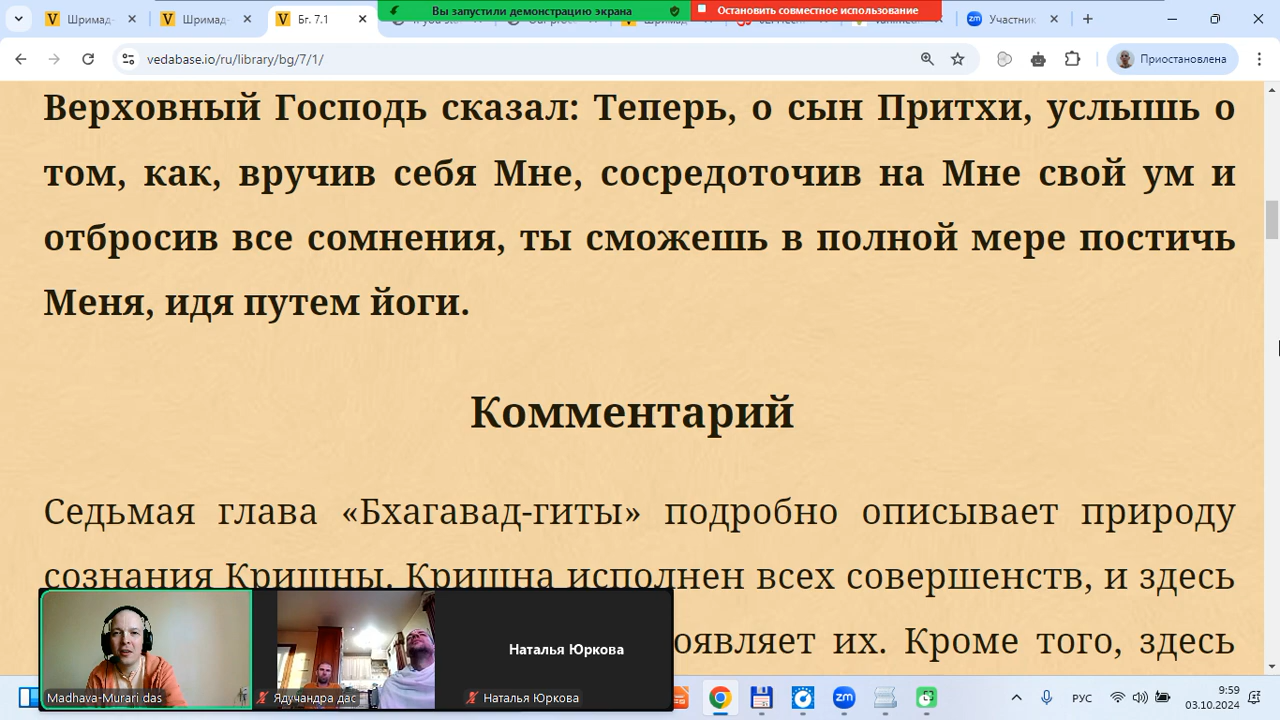 Шримад-
Шримад-
Бг. 7.1
Вы запустили демонстрацию экрана
Остановить совместное использование
Участник
vedabase.io/ru/library/bg/7/1/
Приостановлена
Верховный Господь сказал: Теперь, о сын Притхи, услышь о
том, как, вручив себя Мне, сосредоточив на Мне свой ум и
отбросив все сомнения, ты сможешь в полной мере постичь
Меня, идя путем йоги.
Комментарий
Седьмая глава «Бхагавад-гиты» подробно описывает природу
сознания Кришны. Кришна исполнен всех совершенств, и здесь
оявляет их. Кроме того, здесь
Наталья Юркова
Madhava-Murari das
Ядучандра дас
Наталья Юркова
zm
РУС
9:59
03.10.2024